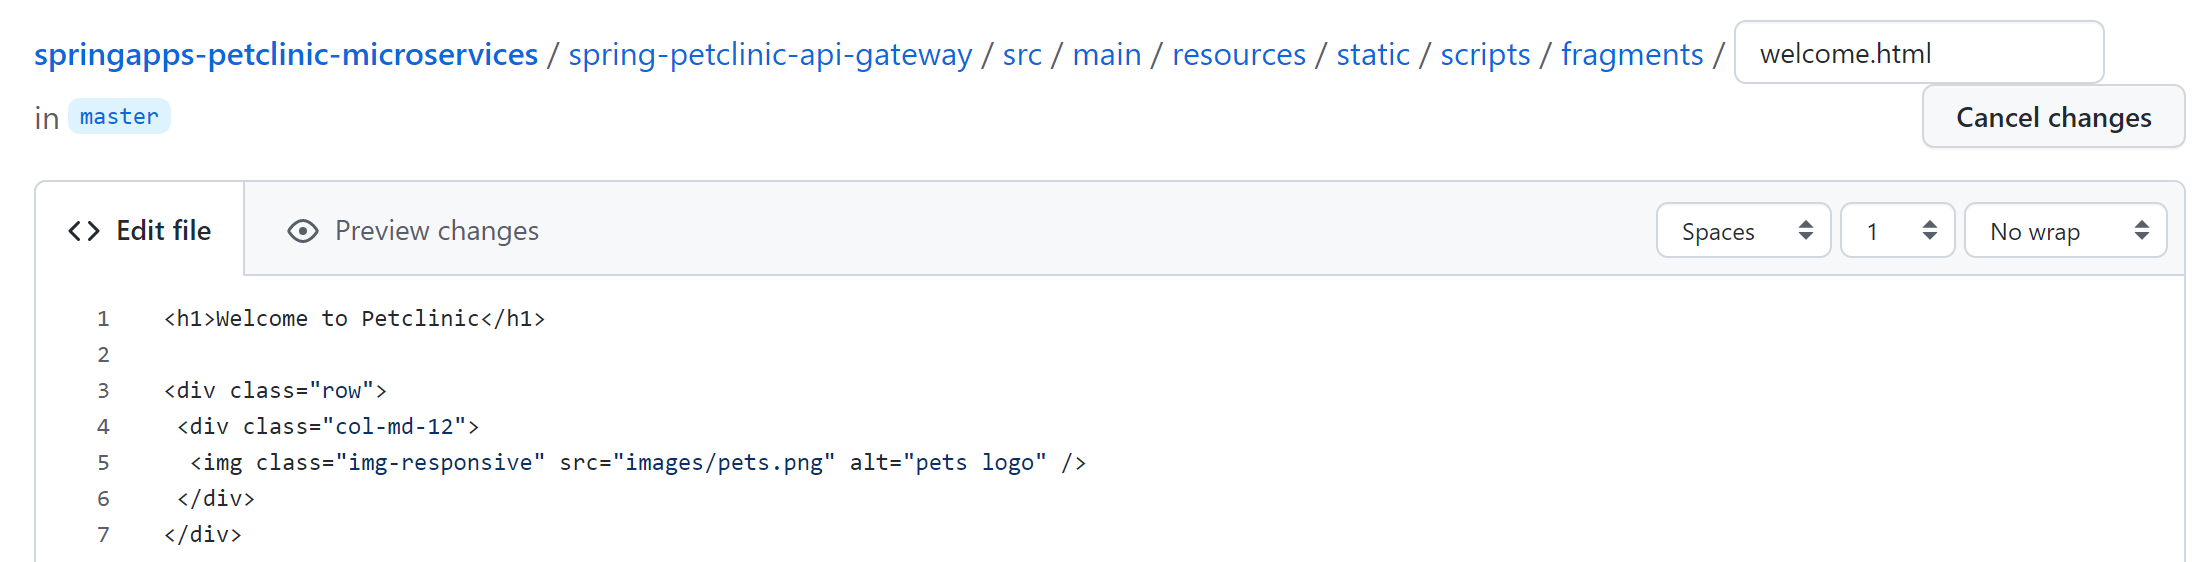 springapps-petclinic-microservices / spring-petclinic-api-gateway / src / main / resources / static / scripts / fragments / welcome.html
in master
Cancel changes
Edit file
Preview changes
Spaces
1
No wrap
1 <h1>Welcome to Petclinic</h1>
2
3 <div class="row">
4  <div class="col-md-12">
5   <img class="img-responsive" src="images/pets.png" alt="pets logo" />
6  </div>
7 </div>